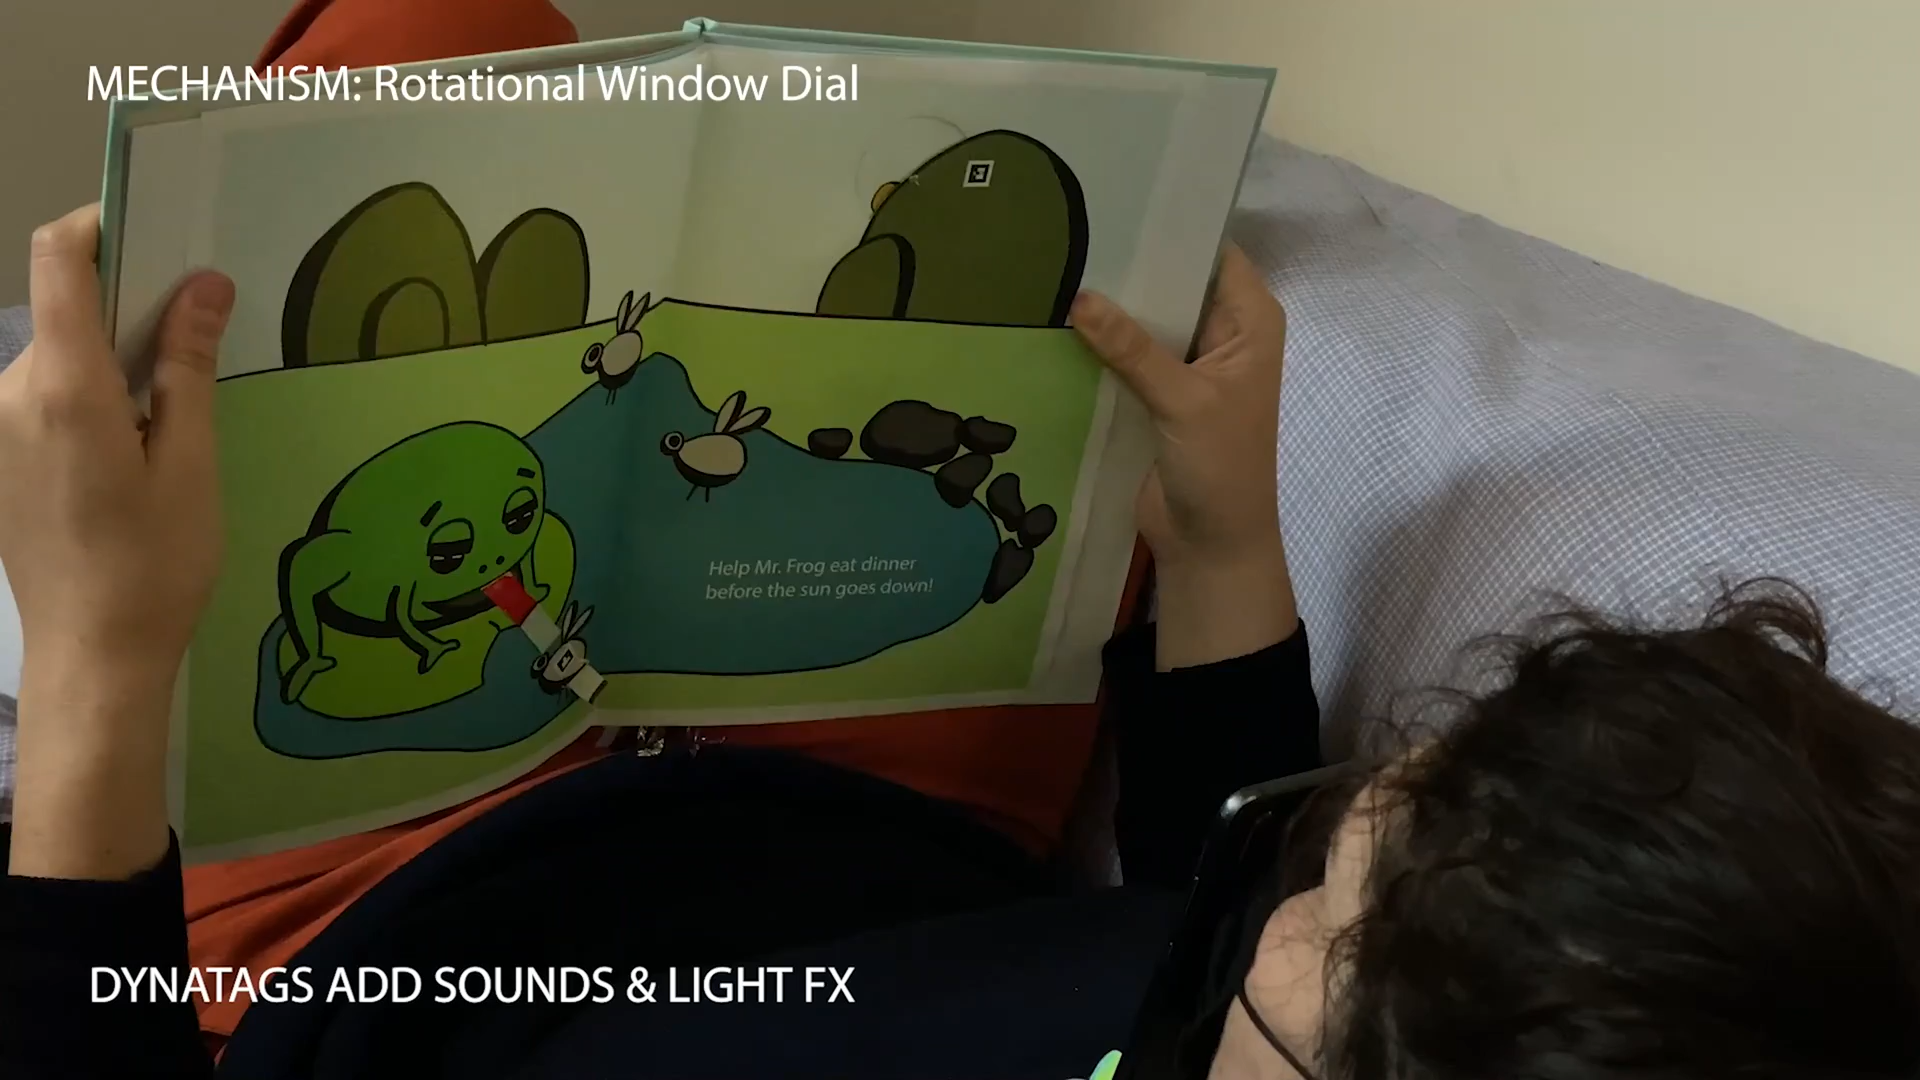 MECHANISM: Rotational Window Dial
Help Mr. Frog eat dinner
before the sun goes down!
DYNATAGS ADD SOUNDS & LIGHT FX